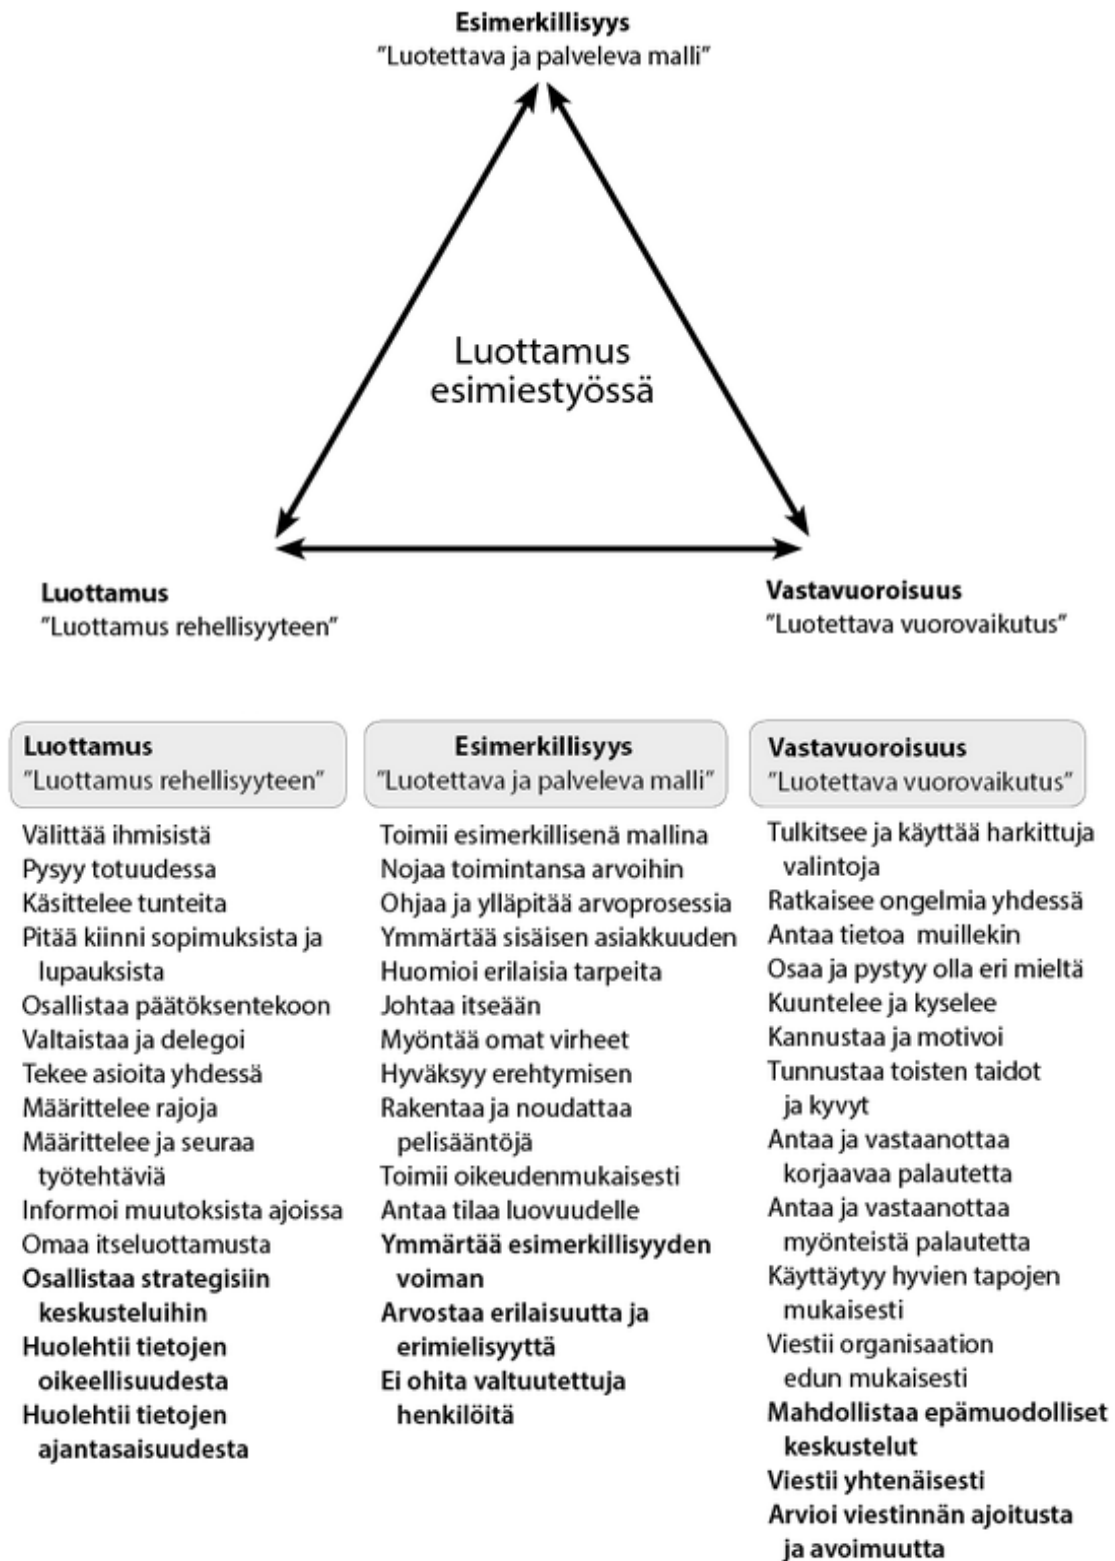 Esimerkillisyys
"Luotettava ja palveleva malli"
Luottamus
esimiestyössä
Luottamus
"Luottamus rehellisyyteen"
Vastavuoroisuus
"Luotettava vuorovaikutus"
Luottamus
"Luottamus rehellisyyteen"
Välittää ihmisistä
Pysyy totuudessa
Käsittelee tunteita
Pitää kiinni sopimuksista ja
lupauksista
Osallistaa päätöksentekoon
Valtaistaa ja delegoi
Tekee asioita yhdessä
Määrittelee rajoja
Määrittelee ja seuraa
työtehtäviä
Informoi muutoksista ajoissa
Omaa itseluottamusta
Osallistaa strategisiin
keskusteluihin
Huolehtii tietojen
oikeellisuudesta
Huolehtii tietojen
ajantasaisuudesta
Esimerkillisyys
"Luotettava ja palveleva malli"
Toimii esimerkillisenä mallina
Nojaa toimintansa arvoihin
Ohjaa ja ylläpitää arvoprosessia
Ymmärtää sisäisen asiakkuuden
Huomioi erilaisia tarpeita
Johtaa itseään
Myöntää omat virheet
Hyväksyy erehtymisen
Rakentaa ja noudattaa
pelisääntöjä
Toimii oikeudenmukaisesti
Antaa tilaa luovuudelle
Ymmärtää esimerkillisyyden
voiman
Arvostaa erilaisuutta ja
erimielisyyttä
Ei ohita valtuutettuja
henkilöitä
Vastavuoroisuus
"Luotettava vuorovaikutus"
Tulkitsee ja käyttää harkittuja
valintoja
Ratkaisee ongelmia yhdessä
Antaa tietoa muillekin
Osaa ja pystyy olla eri mieltä
Kuuntelee ja kyselee
Kannustaa ja motivoi
Tunnustaa toisten taidot
ja kyvyt
Antaa ja vastaanottaa
korjaavaa palautetta
Antaa ja vastaanottaa
myönteistä palautetta
Käyttäytyy hyvien tapojen
mukaisesti
Viestii organisaation
edun mukaisesti
Mahdollistaa epämuodolliset
keskustelut
Viestii yhtenäisesti
Arvioi viestinnän ajoitusta
ja avoimuutta